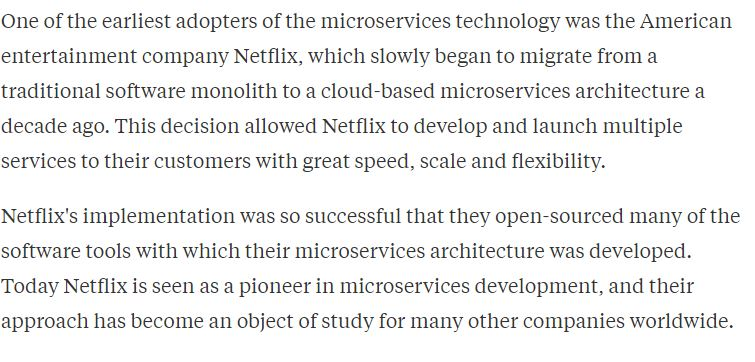 One of the earliest adopters of the microservices technology was the American
entertainment company Netflix, which slowly began to migrate from a
traditional software monolith to a cloud-based microservices architecture a
decade ago. This decision allowed Netflix to develop and launch multiple
services to their customers with great speed, scale and flexibility.
Netflix's implementation was so successful that they open-sourced many of the
software tools with which their microservices architecture was developed.
Today Netflix is seen as a pioneer in microservices development, and their
approach has become an object of study for many other companies worldwide.